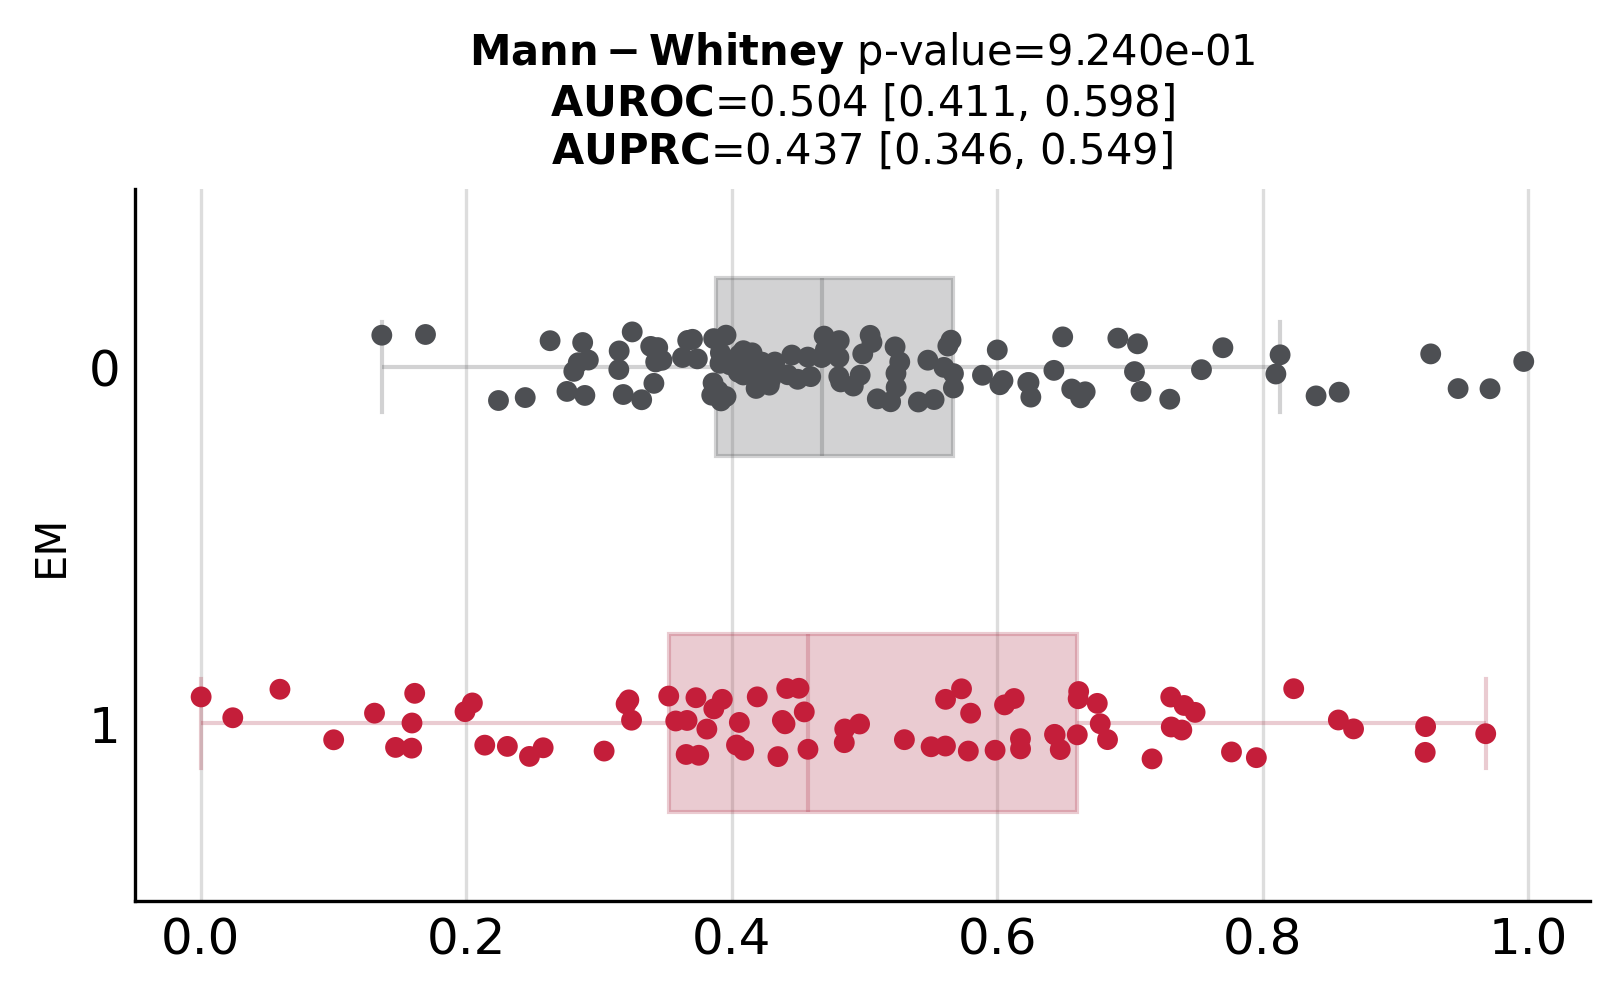 Mann − Whitney p-value=9.240e-01
AUROC=0.504 [0.411, 0.598]
AUPRC=0.437 [0.346, 0.549]
0
EM
1
0.0 0.2 0.4 0.6 0.8 1.0